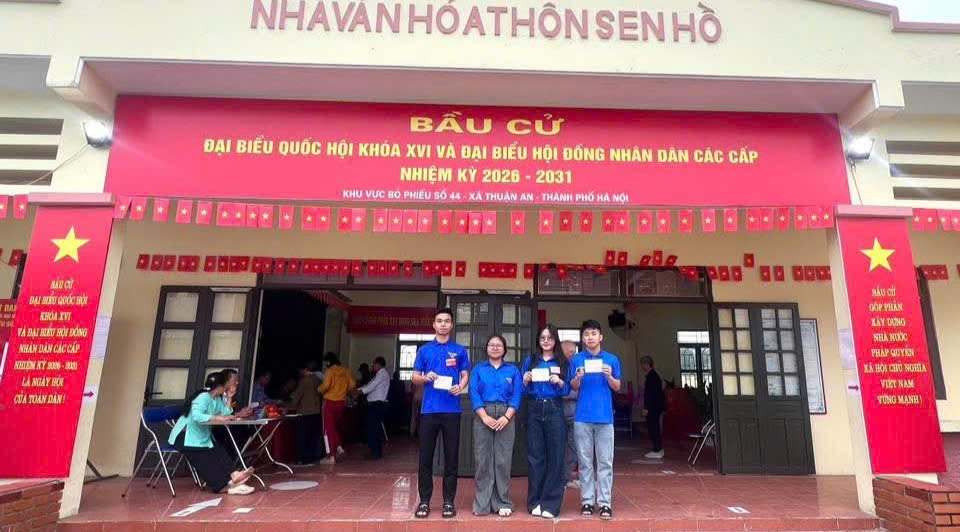 NHÀ VĂN HÓA THÔN SEN HỒ
BẦU CỬ
ĐẠI BIỂU QUỐC HỘI KHÓA XVI VÀ ĐẠI BIỂU HỘI ĐỒNG NHÂN DÂN CÁC CẤP
NHIỆM KỲ 2026 - 2031
KHU VỰC BỎ PHIẾU SỐ 44 - XÃ THUẬN AN - THÀNH PHỐ HÀ NỘI
BẦU CỬ
ĐẠI BIỂU QUỐC HỘI
KHÓA XVI
VÀ ĐẠI BIỂU HỘI ĐỒNG
NHÂN DÂN CÁC CẤP
NHIỆM KỲ 2026 - 2031
LÀ NGÀY HỘI
CỦA TOÀN DÂN !
BẦU CỬ
GÓP PHẦN
XÂY DỰNG
NHÀ NƯỚC
PHÁP QUYỀN
XÃ HỘI CHỦ NGHĨA
VIỆT NAM
VỮNG MẠNH !